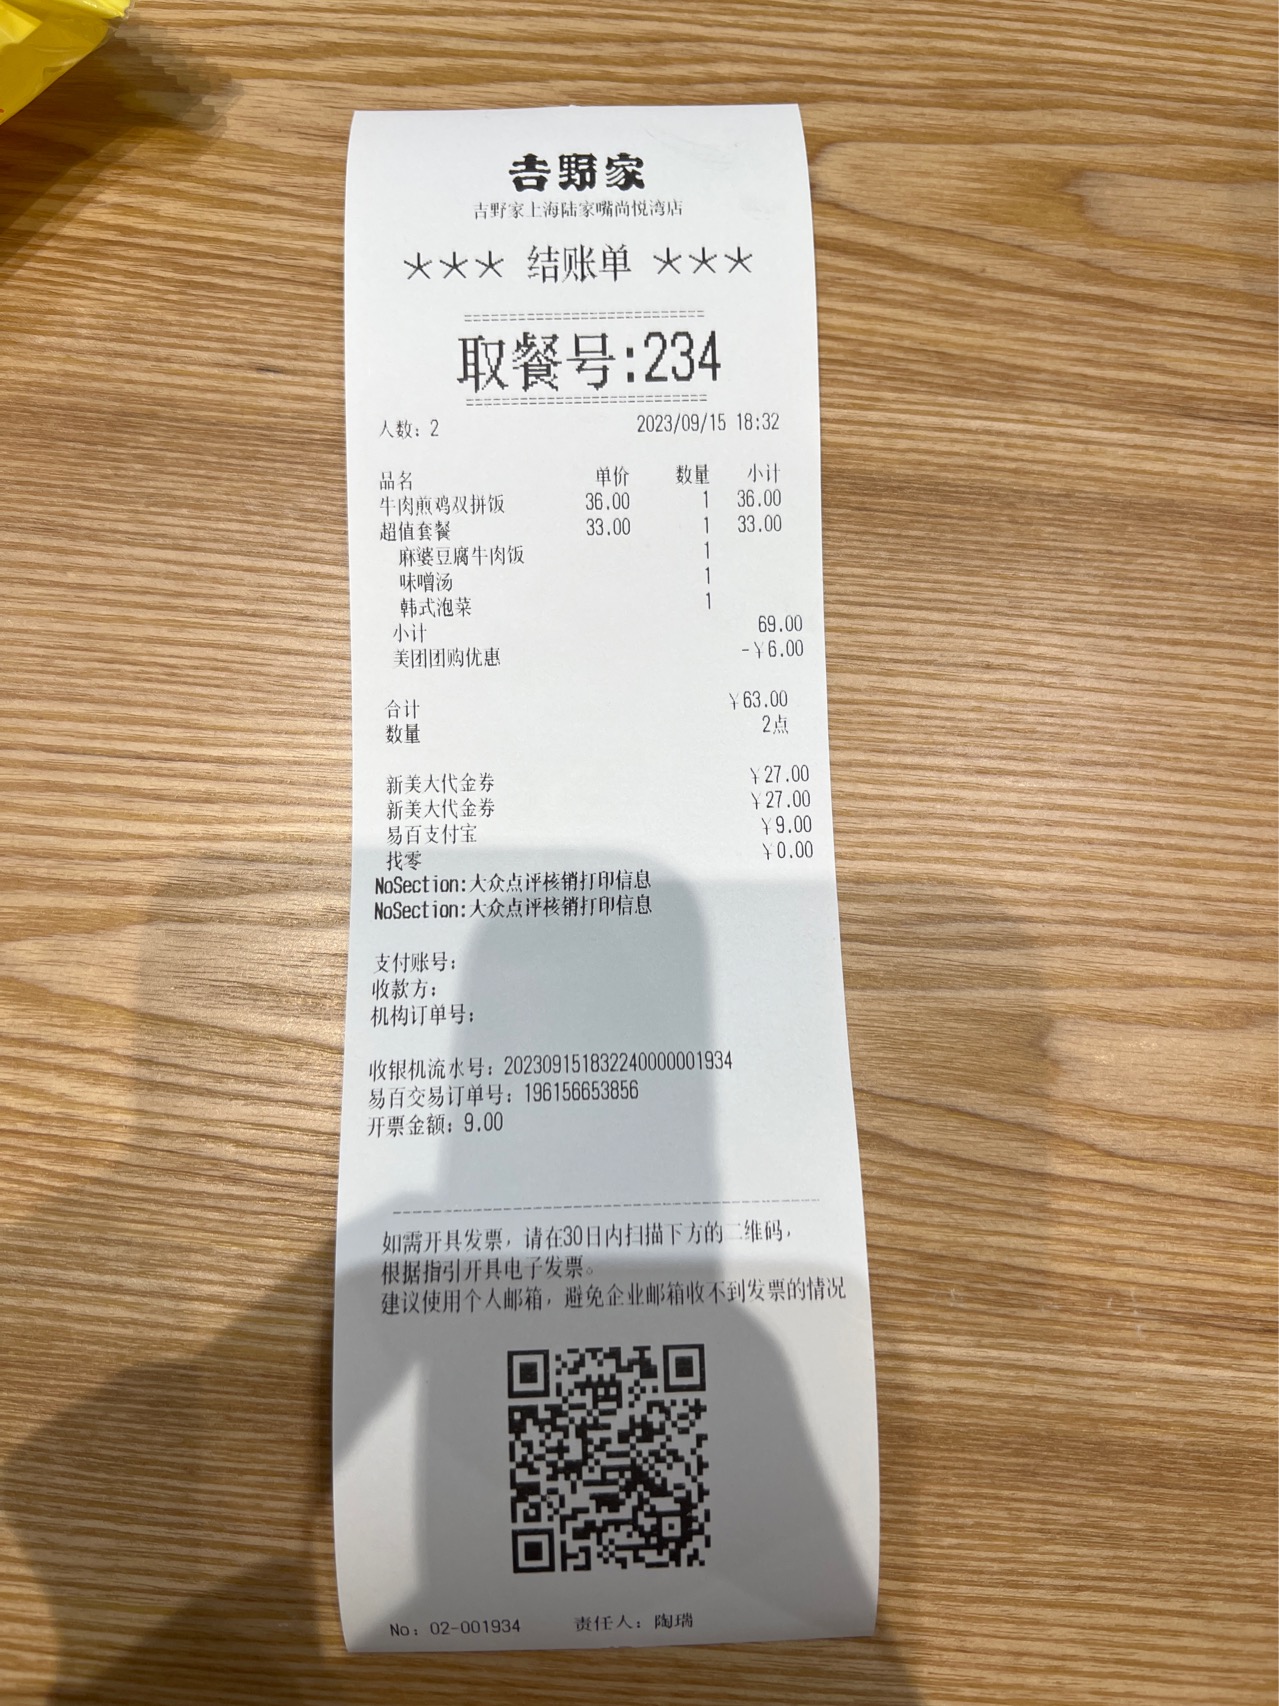 吉野家
吉野家上海陆家嘴尚悦湾店
*** 结账单 ***
取餐号:234
人数: 2 2023/09/15 18:32
品名 单价 数量 小计
牛肉煎鸡双拼饭 36.00 1 36.00
超值套餐 33.00 1 33.00
麻婆豆腐牛肉饭 1
味噌汤 1
韩式泡菜 1
小计 69.00
美团团购优惠 -¥6.00
合计 ¥63.00
数量 2点
新美大代金券 ¥27.00
新美大代金券 ¥27.00
易百支付宝 ¥9.00
找零 ¥0.00
NoSection:大众点评核销打印信息
NoSection:大众点评核销打印信息
支付账号:
收款方:
机构订单号:
收银机流水号: 202309151832240000001934
易百交易订单号: 196156653856
开票金额: 9.00
如需开具发票, 请在30日内扫描下方的二维码,
根据指引开具电子发票。
建议使用个人邮箱, 避免企业邮箱收不到发票的情况
No: 02-001934 责任人: 陶瑞